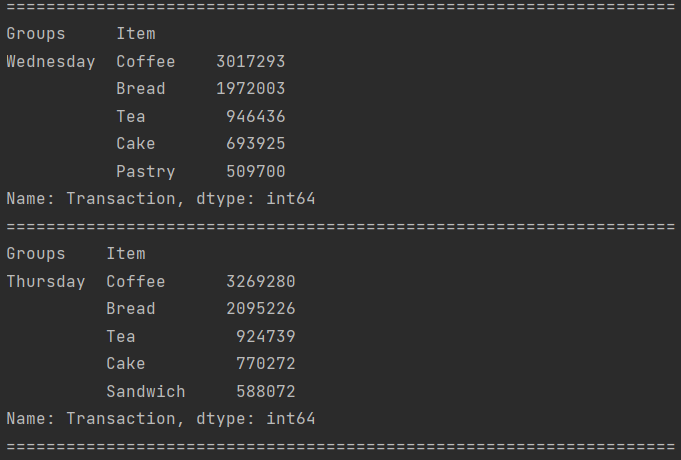 ===================================================================
Groups     Item
Wednesday  Coffee    3017293
           Bread     1972003
           Tea        946436
           Cake       693925
           Pastry     509700
Name: Transaction, dtype: int64
===================================================================
Groups    Item
Thursday  Coffee      3269280
          Bread       2095226
          Tea          924739
          Cake         770272
          Sandwich     588072
Name: Transaction, dtype: int64
===================================================================